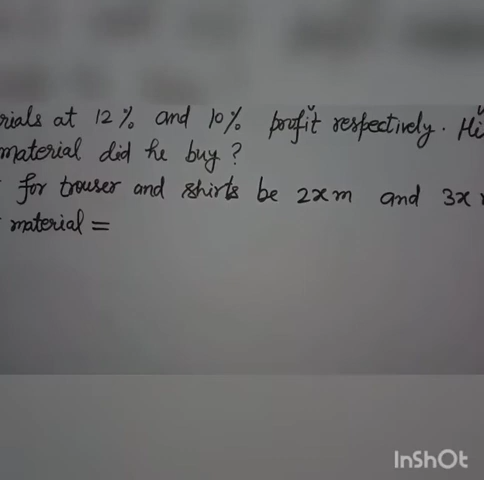 rials at 12% and 10% profit respectively. Hi
material did he buy?
for trouser and shirts be 2x m and 3x
material =
InShOt